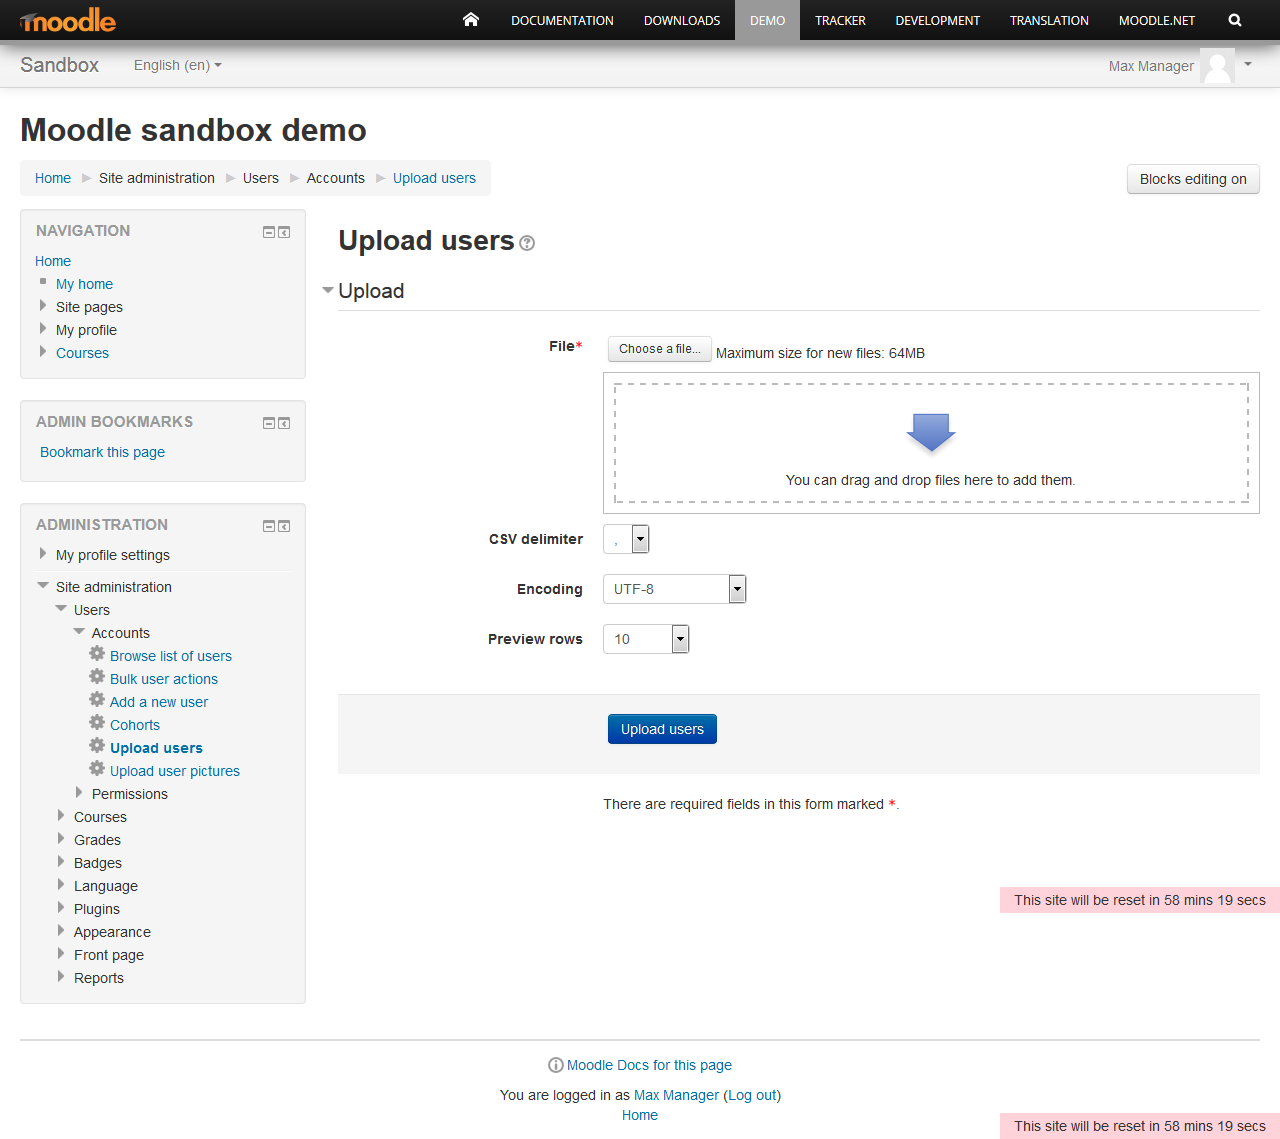 moodle
DOCUMENTATION DOWNLOADS DEMO TRACKER DEVELOPMENT TRANSLATION MOODLE.NET
Sandbox English (en) Max Manager
Moodle sandbox demo
Home Site administration Users Accounts Upload users
Blocks editing on
NAVIGATION
Home
My home
Site pages
My profile
Courses
ADMIN BOOKMARKS
Bookmark this page
ADMINISTRATION
My profile settings
Site administration
Users
Accounts
Browse list of users
Bulk user actions
Add a new user
Cohorts
Upload users
Upload user pictures
Permissions
Courses
Grades
Badges
Language
Plugins
Appearance
Front page
Reports
Upload users
Upload
File* Choose a file... Maximum size for new files: 64MB
You can drag and drop files here to add them.
CSV delimiter ,
Encoding UTF-8
Preview rows 10
Upload users
There are required fields in this form marked *.
This site will be reset in 58 mins 19 secs
Moodle Docs for this page
You are logged in as Max Manager (Log out)
Home
This site will be reset in 58 mins 19 secs